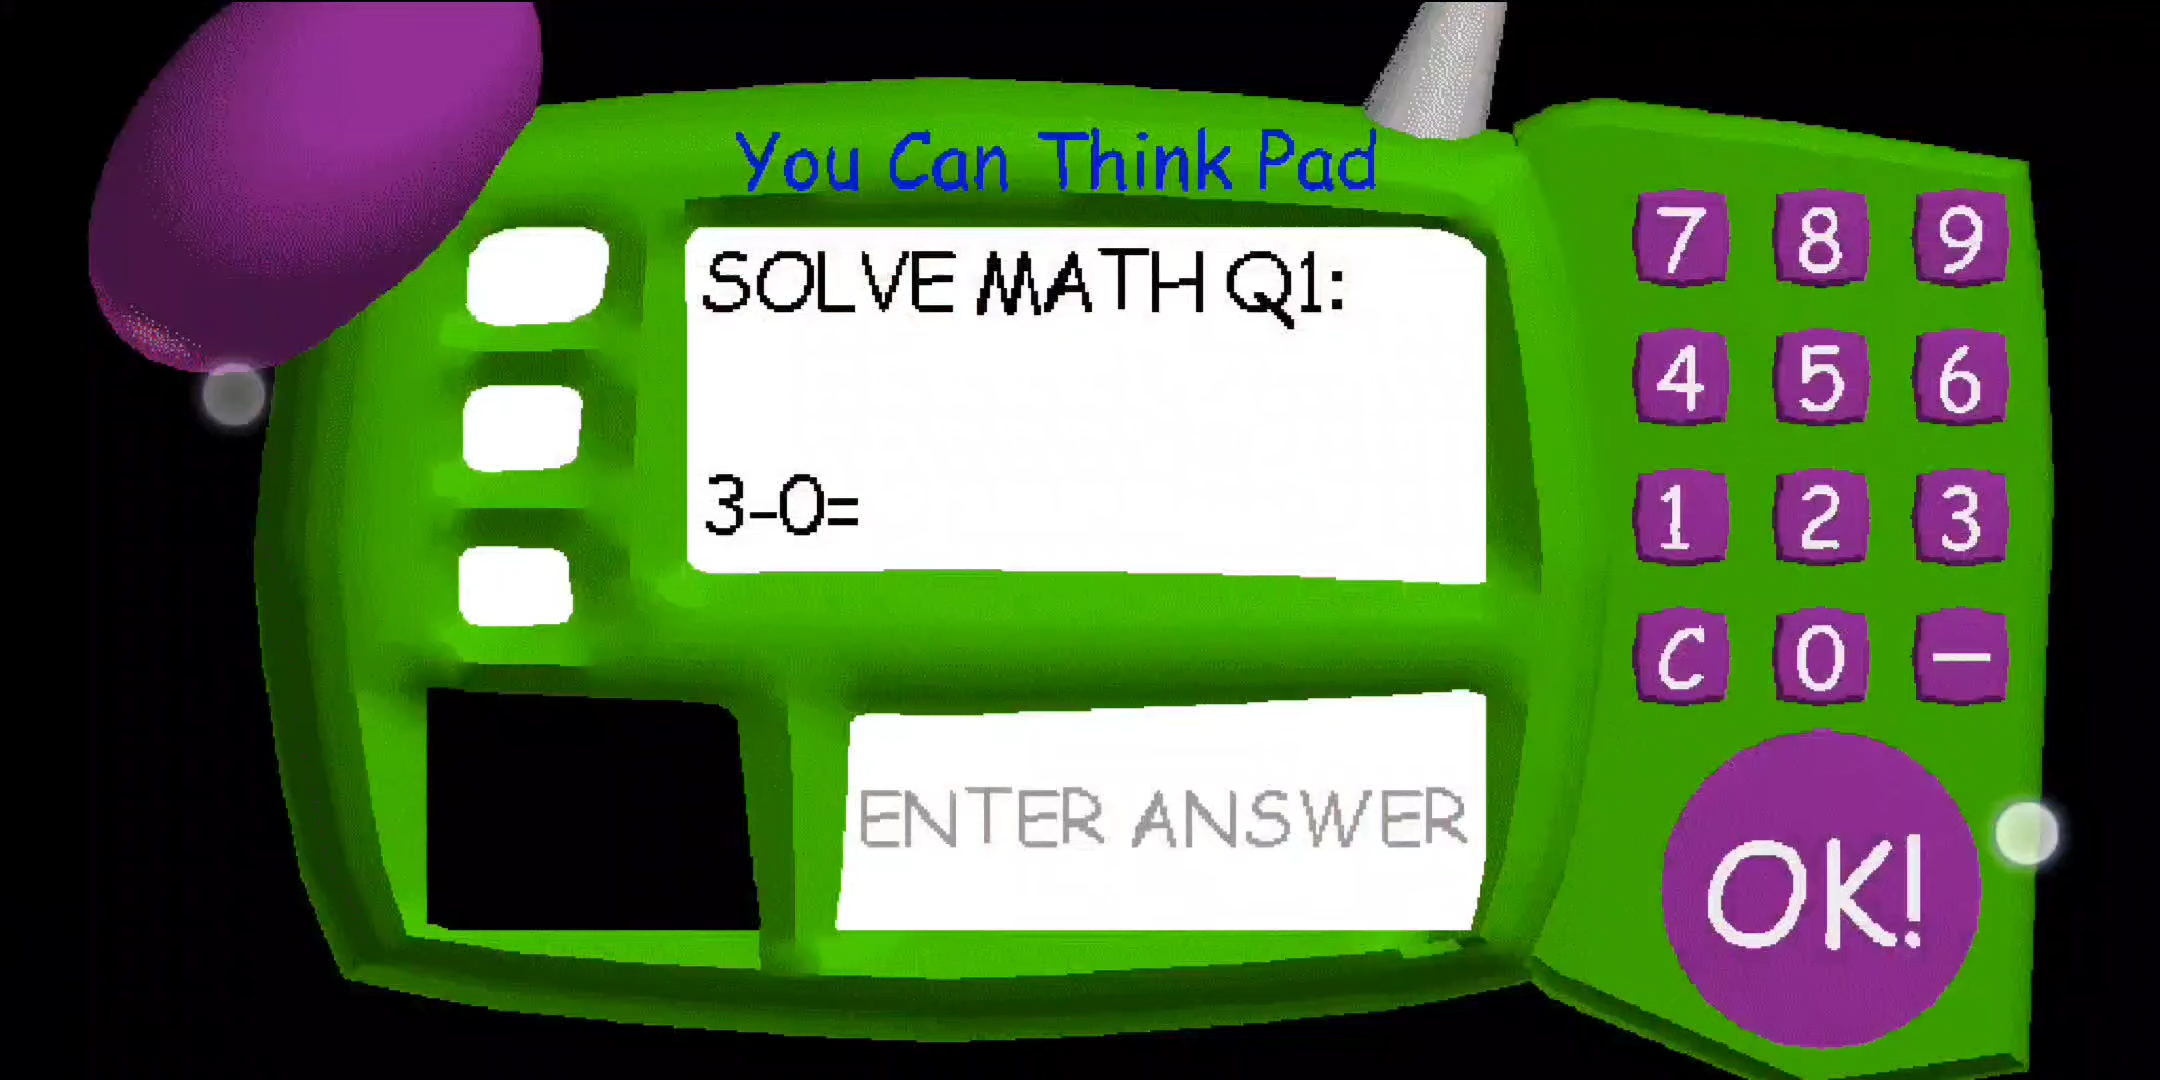 You Can Think Pad
SOLVE MATH Q1:
3-0=
ENTER ANSWER
7 8 9
4 5 6
1 2 3
C 0 —
OK!